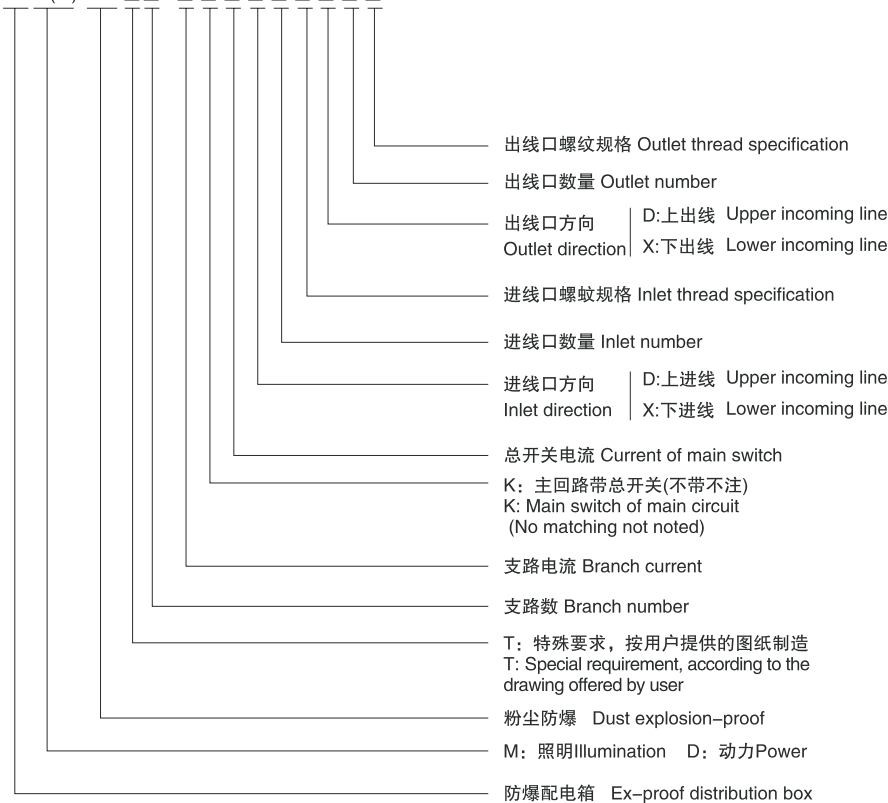 出线口螺纹规格 Outlet thread specification
出线口数量 Outlet number
出线口方向
Outlet direction
D:上出线 Upper incoming line
X:下出线 Lower incoming line
进线口螺蚊规格 Inlet thread specification
进线口数量 Inlet number
进线口方向
Inlet direction
D:上进线 Upper incoming line
X:下进线 Lower incoming line
总开关电流 Current of main switch
K：主回路带总开关(不带不注)
K: Main switch of main circuit
(No matching not noted)
支路电流 Branch current
支路数 Branch number
T：特殊要求，按用户提供的图纸制造
T: Special requirement, according to the
drawing offered by user
粉尘防爆 Dust explosion–proof
M：照明Illumination D：动力Power
防爆配电箱 Ex–proof distribution box